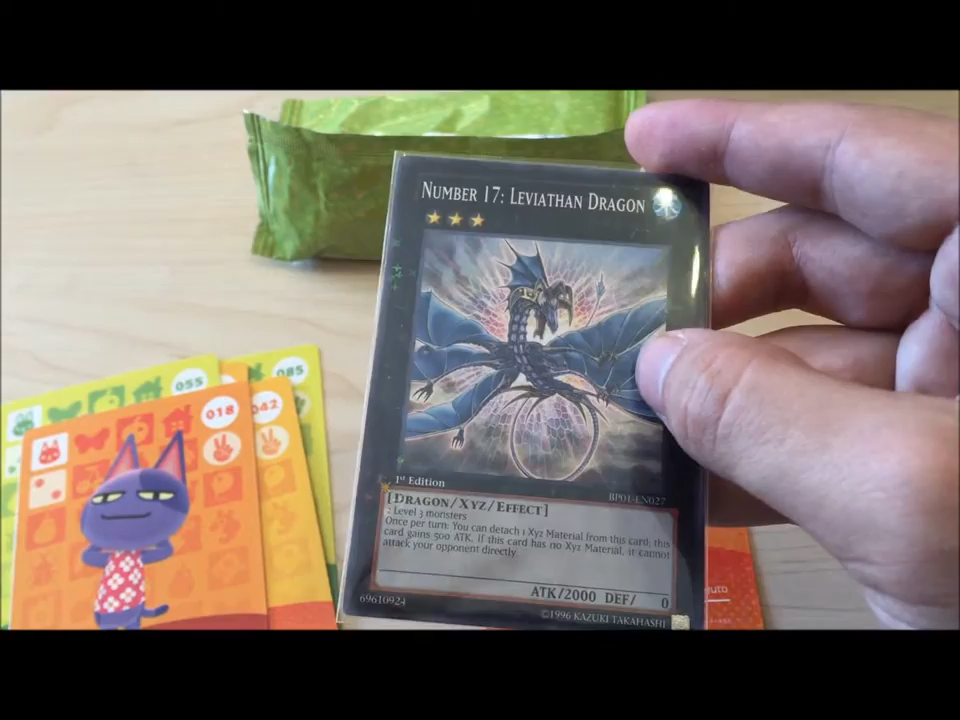 NUMBER 17: LEVIATHAN DRAGON
055
085
018
042
1st Edition
BP01-EN027
[DRAGON/XYZ/EFFECT]
: Level 3 monsters
Once per turn: You can detach 1 Xyz Material from this card; this
card gains 500 ATK. If this card has no Xyz Material, it cannot
attack your opponent directly.
ATK/2000 DEF/ 0
69610924
©1996 KAZUKI TAKAHASHI